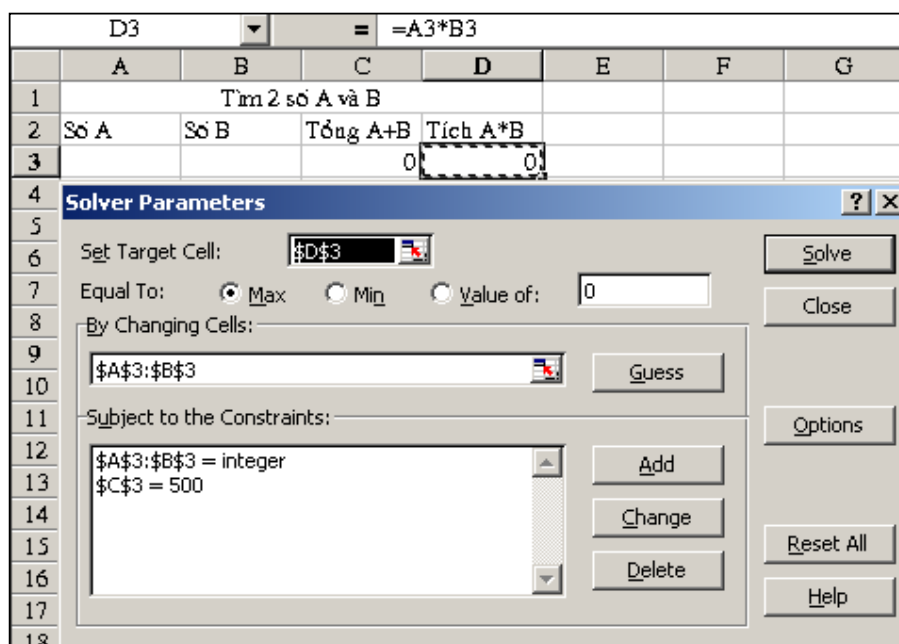 D3 = =A3*B3
A B C D E F G
1 Tìm 2 số A và B
2 Số A Số B Tổng A+B Tích A*B
3 0 0
4
Solver Parameters ? X
5
6
Set Target Cell: $D$3 Solve
7
Equal To: Max Min Value of: 0
Close
8
By Changing Cells:
9
$A$3:$B$3 Guess
10
11
Subject to the Constraints: Options
12
$A$3:$B$3 = integer Add
13
$C$3 = 500
14
Change
15
Reset All
16
Delete
17
Help
18